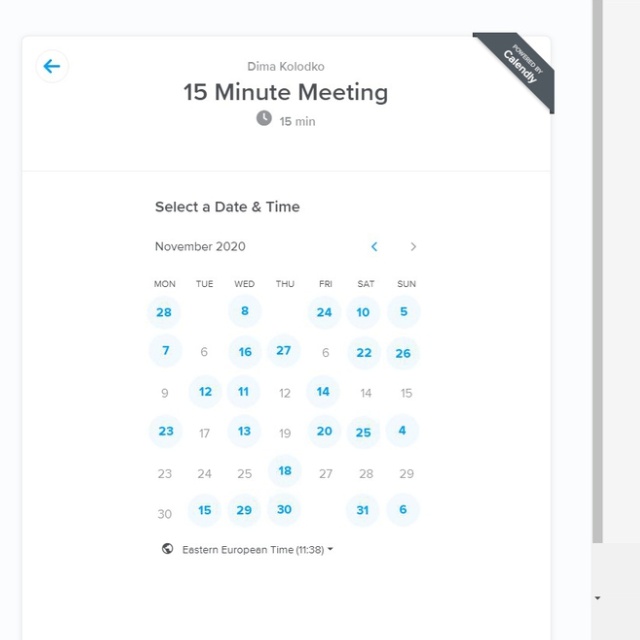 Dima Kolodko
15 Minute Meeting
15 min
POWERED BY
Calendly
Select a Date & Time
November 2020
MON TUE WED THU FRI SAT SUN
28 8 24 10 5
7 6 16 27 6 22 26
9 12 11 12 14 14 15
23 17 13 19 20 25 4
23 24 25 18 27 28 29
30 15 29 30 31 6
Eastern European Time (11:38)